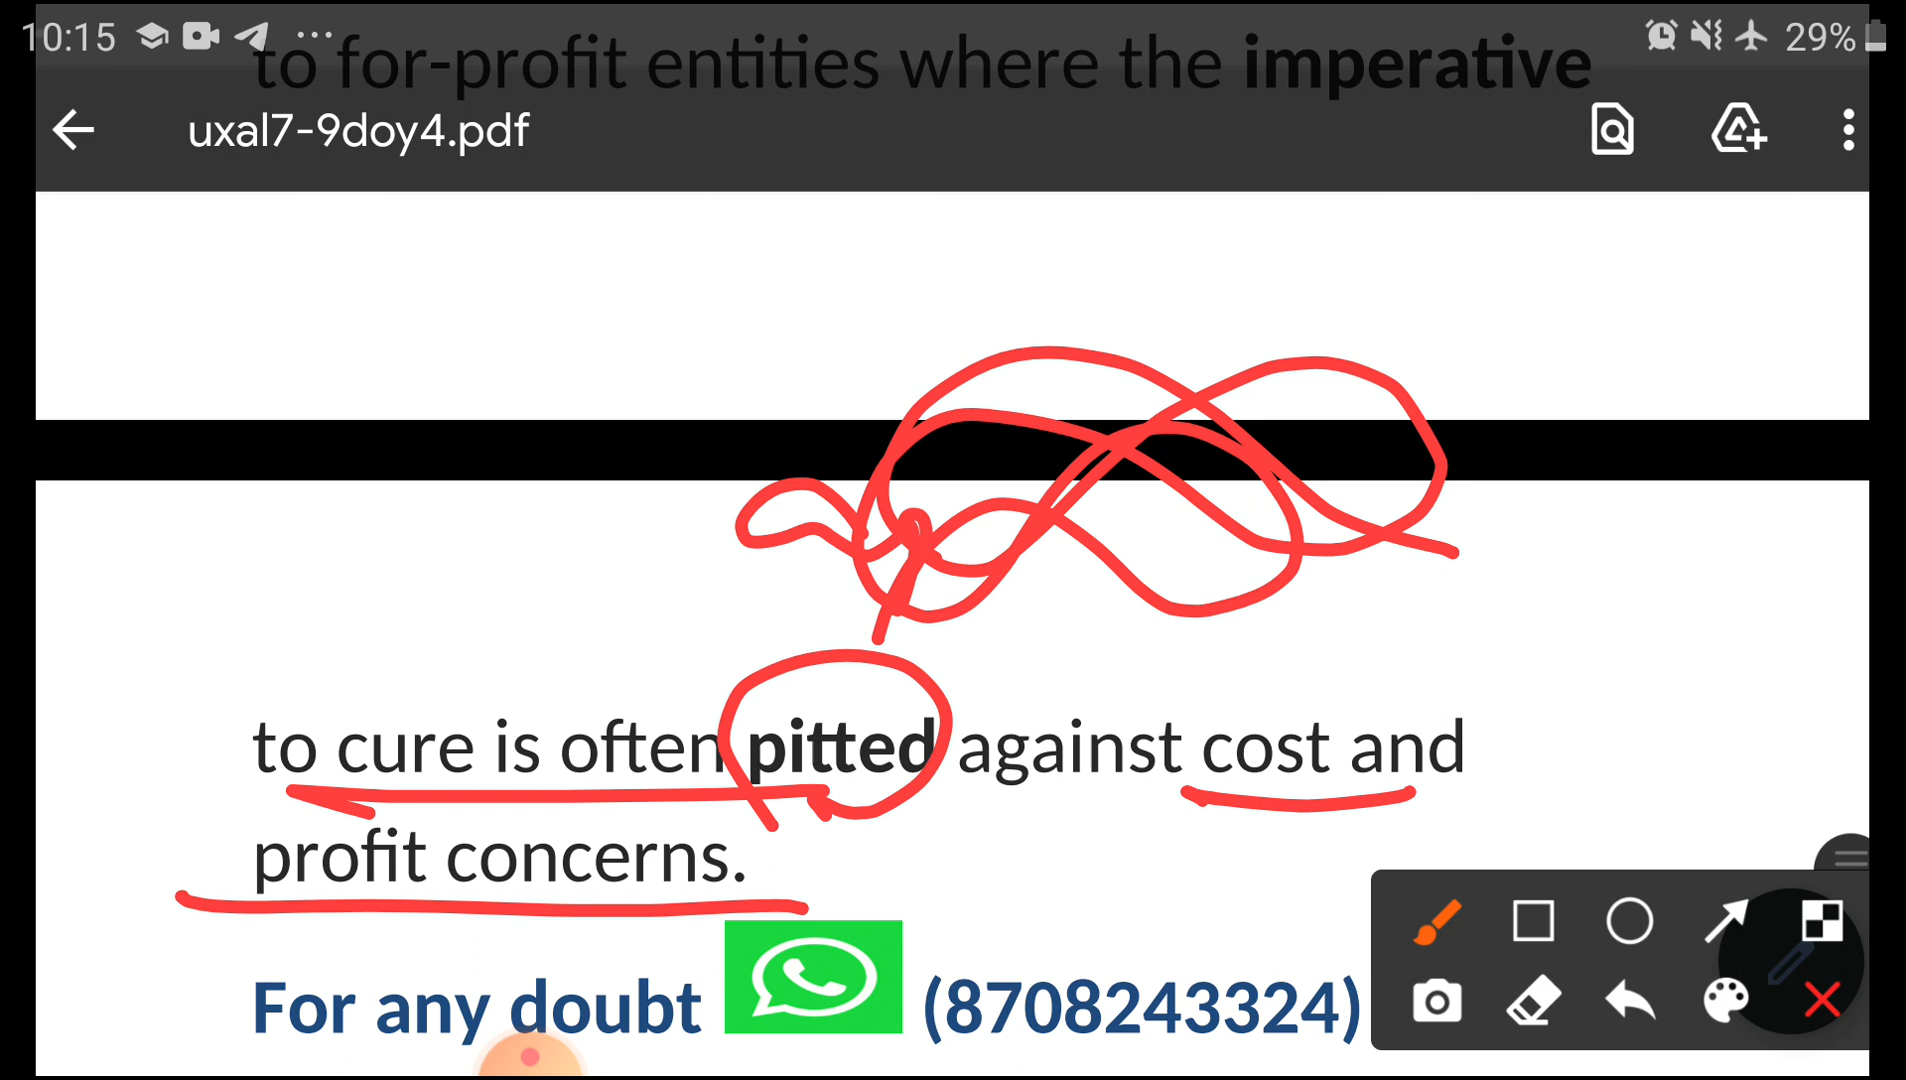 10:15 ... 29%
to for-profit entities where the imperative
uxal7-9doy4.pdf
to cure is often pitted against cost and
profit concerns.
For any doubt (8708243324)